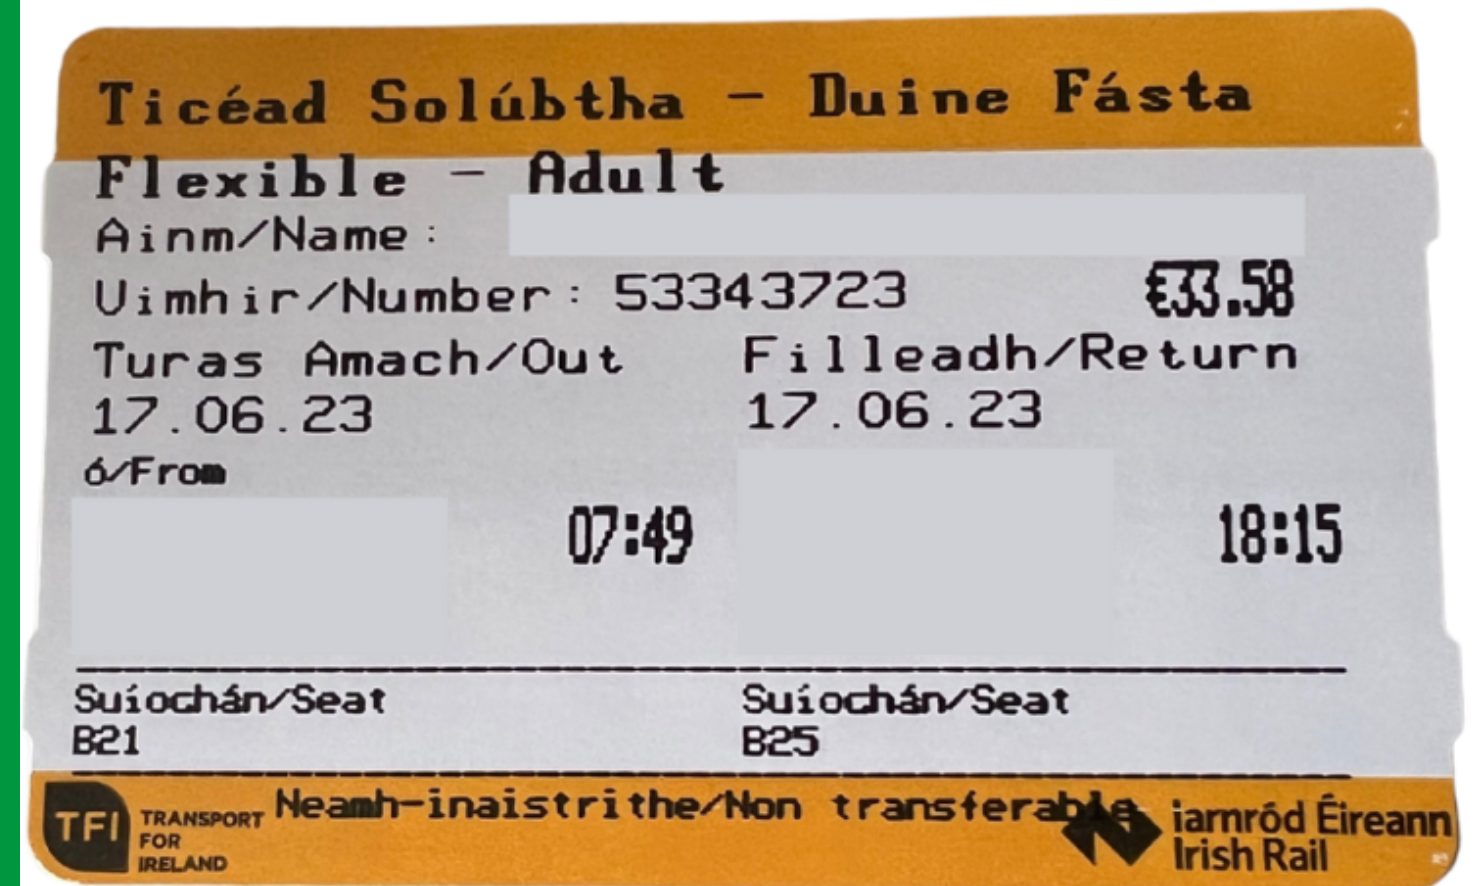 Ticéad Solúbtha - Duine Fásta
Flexible - Adult
Ainm/Name:
Uimhir/Number: 53343723 €33.58
Turas Amach/Out Filleadh/Return
17.06.23 17.06.23
ó/From
07:49 18:15
Suíochán/Seat Suíochán/Seat
B21 B25
Neamh-inaistrithe/Non transferable
TFI TRANSPORT FOR IRELAND
iarnród Éireann
Irish Rail